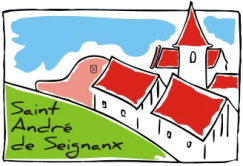 Saint
André
de Seignanx